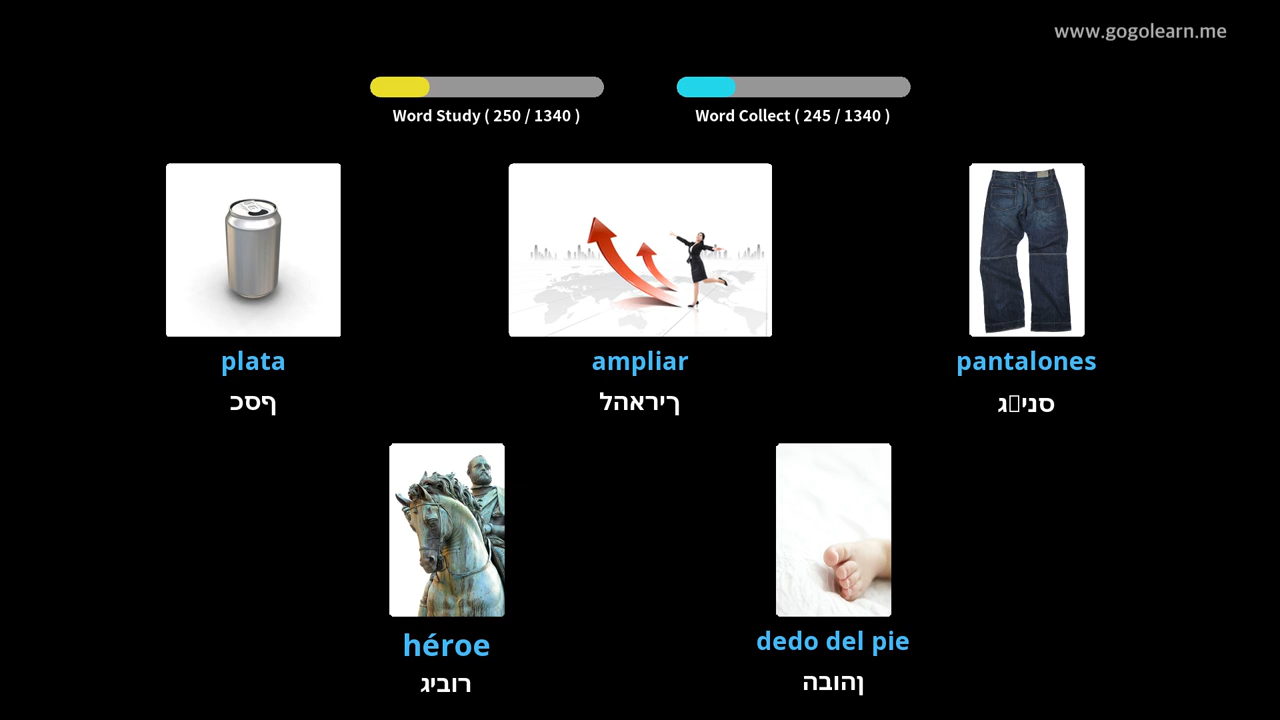 www.gogolearn.me
Word Study ( 250 / 1340 )
Word Collect ( 245 / 1340 )
plata
ףסכ
ampliar
ךיראהל
pantalones
סני□ג
héroe
רוביג
dedo del pie
ןהובה